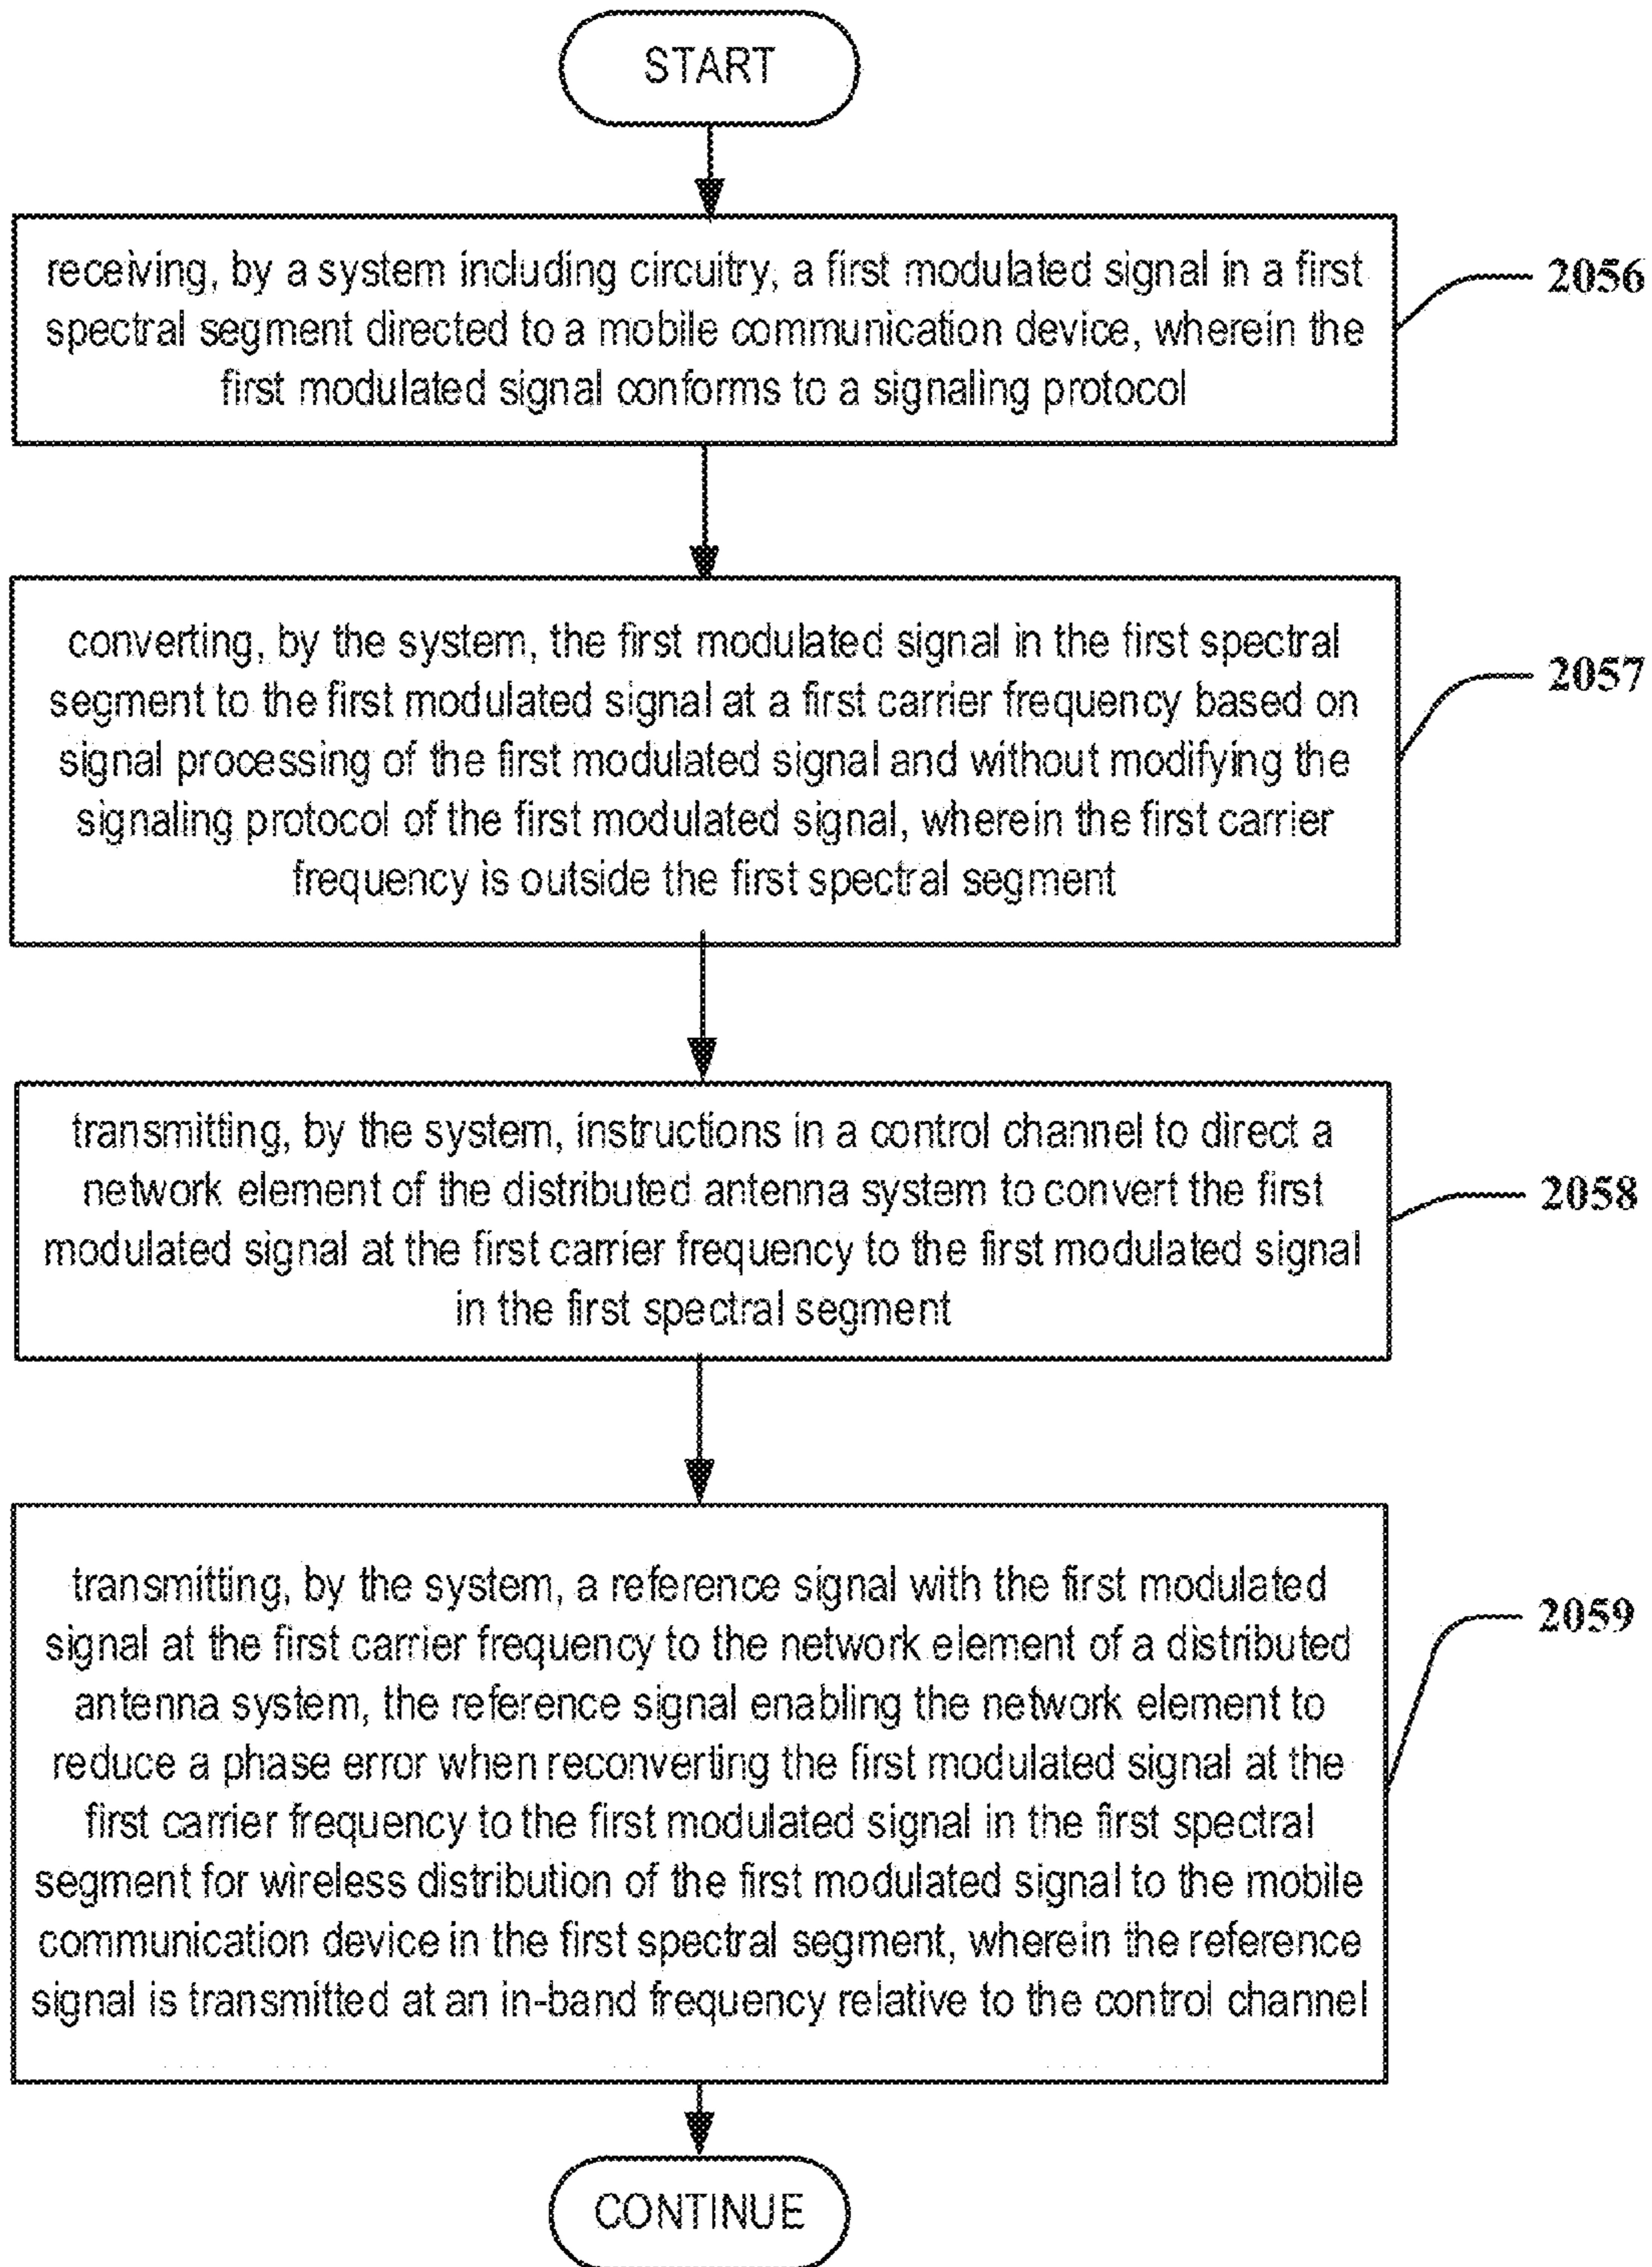 START
receiving, by a system including circuitry, a first modulated signal in a first
spectral segment directed to a mobile communication device, wherein the
first modulated signal conforms to a signaling protocol
2056
converting, by the system, the first modulated signal in the first spectral
segment to the first modulated signal at a first carrier frequency based on
signal processing of the first modulated signal and without modifying the
signaling protocol of the first modulated signal, wherein the first carrier
frequency is outside the first spectral segment
2057
transmitting, by the system, instructions in a control channel to direct a
network element of the distributed antenna system to convert the first
modulated signal at the first carrier frequency to the first modulated signal
in the first spectral segment
2058
transmitting, by the system, a reference signal with the first modulated
signal at the first carrier frequency to the network element of a distributed
antenna system, the reference signal enabling the network element to
reduce a phase error when reconverting the first modulated signal at the
first carrier frequency to the first modulated signal in the first spectral
segment for wireless distribution of the first modulated signal to the mobile
communication device in the first spectral segment, wherein the reference
signal is transmitted at an in-band frequency relative to the control channel
2059
CONTINUE